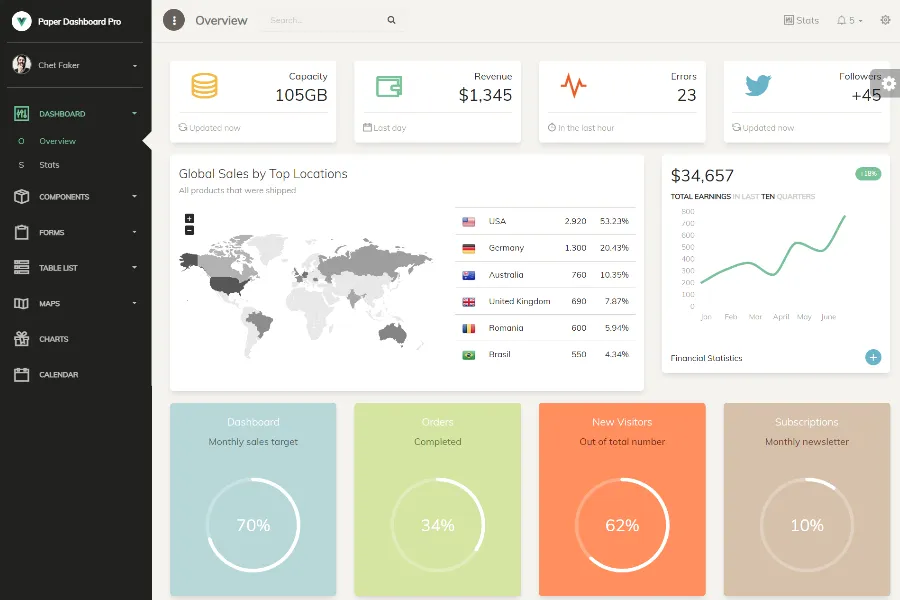 Paper Dashboard Pro
Chet Faker
DASHBOARD
O Overview
S Stats
COMPONENTS
FORMS
TABLE LIST
MAPS
CHARTS
CALENDAR
Overview
Search...
Stats
5
Capacity
105GB
Updated now
Revenue
$1,345
Last day
Errors
23
In the last hour
Followers
+45
Updated now
Global Sales by Top Locations
All products that were shipped
+
−
USA 2.920 53.23%
Germany 1.300 20.43%
Australia 760 10.35%
United Kingdom 690 7.87%
Romania 600 5.94%
Brasil 550 4.34%
$34,657
+18%
TOTAL EARNINGS IN LAST TEN QUARTERS
800
700
600
500
400
300
200
100
0
Jan Feb Mar April May June
Financial Statistics
+
Dashboard
Monthly sales target
70%
Orders
Completed
34%
New Visitors
Out of total number
62%
Subscriptions
Monthly newsletter
10%